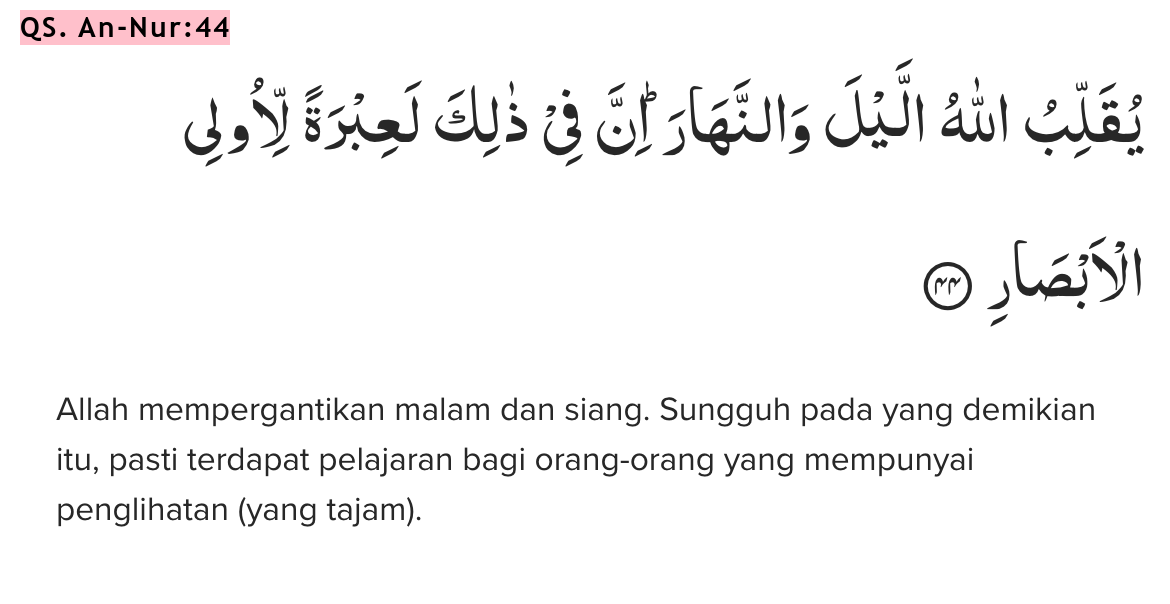 QS. An-Nur:44
يُقَلِّبُ اللّٰهُ الَّيْلَ وَالنَّهَارَۗ اِنَّ فِيْ ذٰلِكَ لَعِبْرَةً لِّاُولِى
الْاَبْصَارِ ۝٤٤
Allah mempergantikan malam dan siang. Sungguh pada yang demikian
itu, pasti terdapat pelajaran bagi orang-orang yang mempunyai
penglihatan (yang tajam).